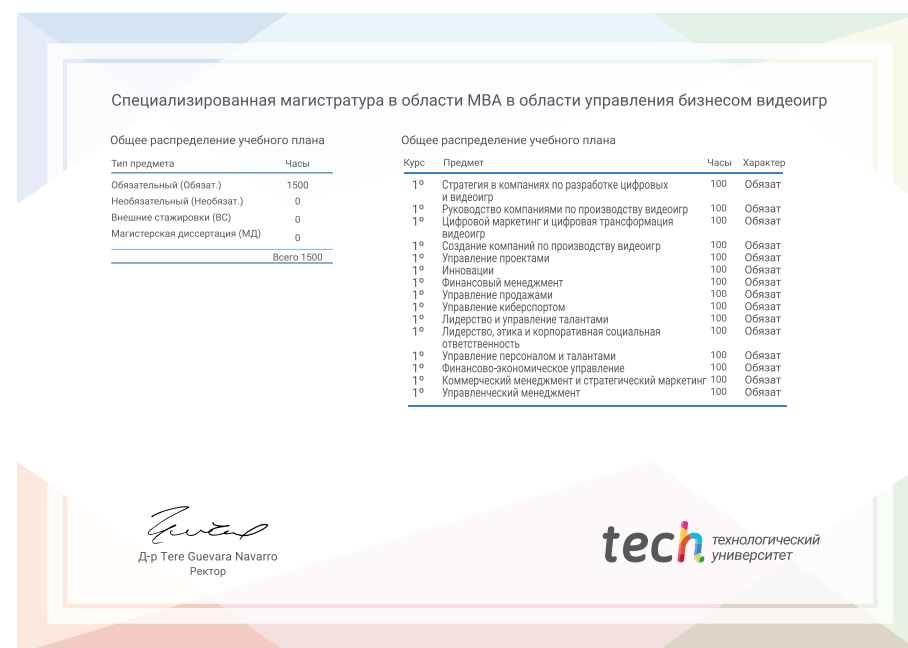 Специализированная магистратура в области MBA в области управления бизнесом видеоигр
Общее распределение учебного плана
Тип предмета Часы
Обязательный (Обязат.) 1500
Необязательный (Необязат.) 0
Внешние стажировки (ВС) 0
Магистерская диссертация (МД) 0
Всего 1500
Общее распределение учебного плана
Курс Предмет Часы Характер
1º Стратегия в компаниях по разработке цифровых 100 Обязат
и видеоигр
1º Руководство компаниями по производству видеоигр 100 Обязат
1º Цифровой маркетинг и цифровая трансформация 100 Обязат
видеоигр
1º Создание компаний по производству видеоигр 100 Обязат
1º Управление проектами 100 Обязат
1º Инновации 100 Обязат
1º Финансовый менеджмент 100 Обязат
1º Управление продажами 100 Обязат
1º Управление киберспортом 100 Обязат
1º Лидерство и управление талантами 100 Обязат
1º Лидерство, этика и корпоративная социальная 100 Обязат
ответственность
1º Управление персоналом и талантами 100 Обязат
1º Финансово-экономическое управление 100 Обязат
1º Коммерческий менеджмент и стратегический маркетинг 100 Обязат
1º Управленческий менеджмент 100 Обязат
Д-р Tere Guevara Navarro
Ректор
tech технологический
университет